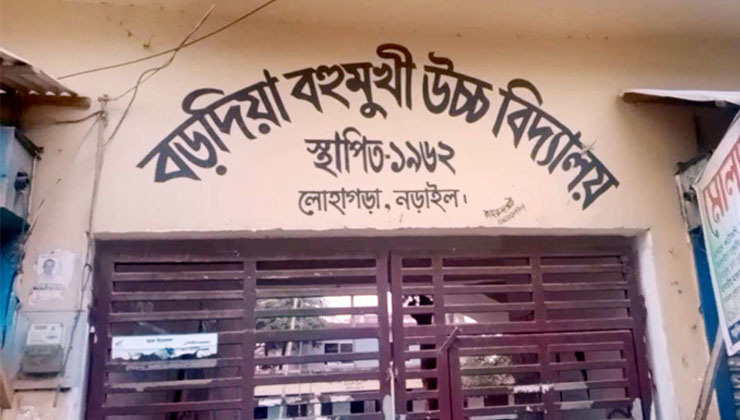 বড়দিয়া বহুমুখী উচ্চ বিদ্যালয়
স্থাপিত-১৯৬২
লোহাগড়া, নড়াইল।